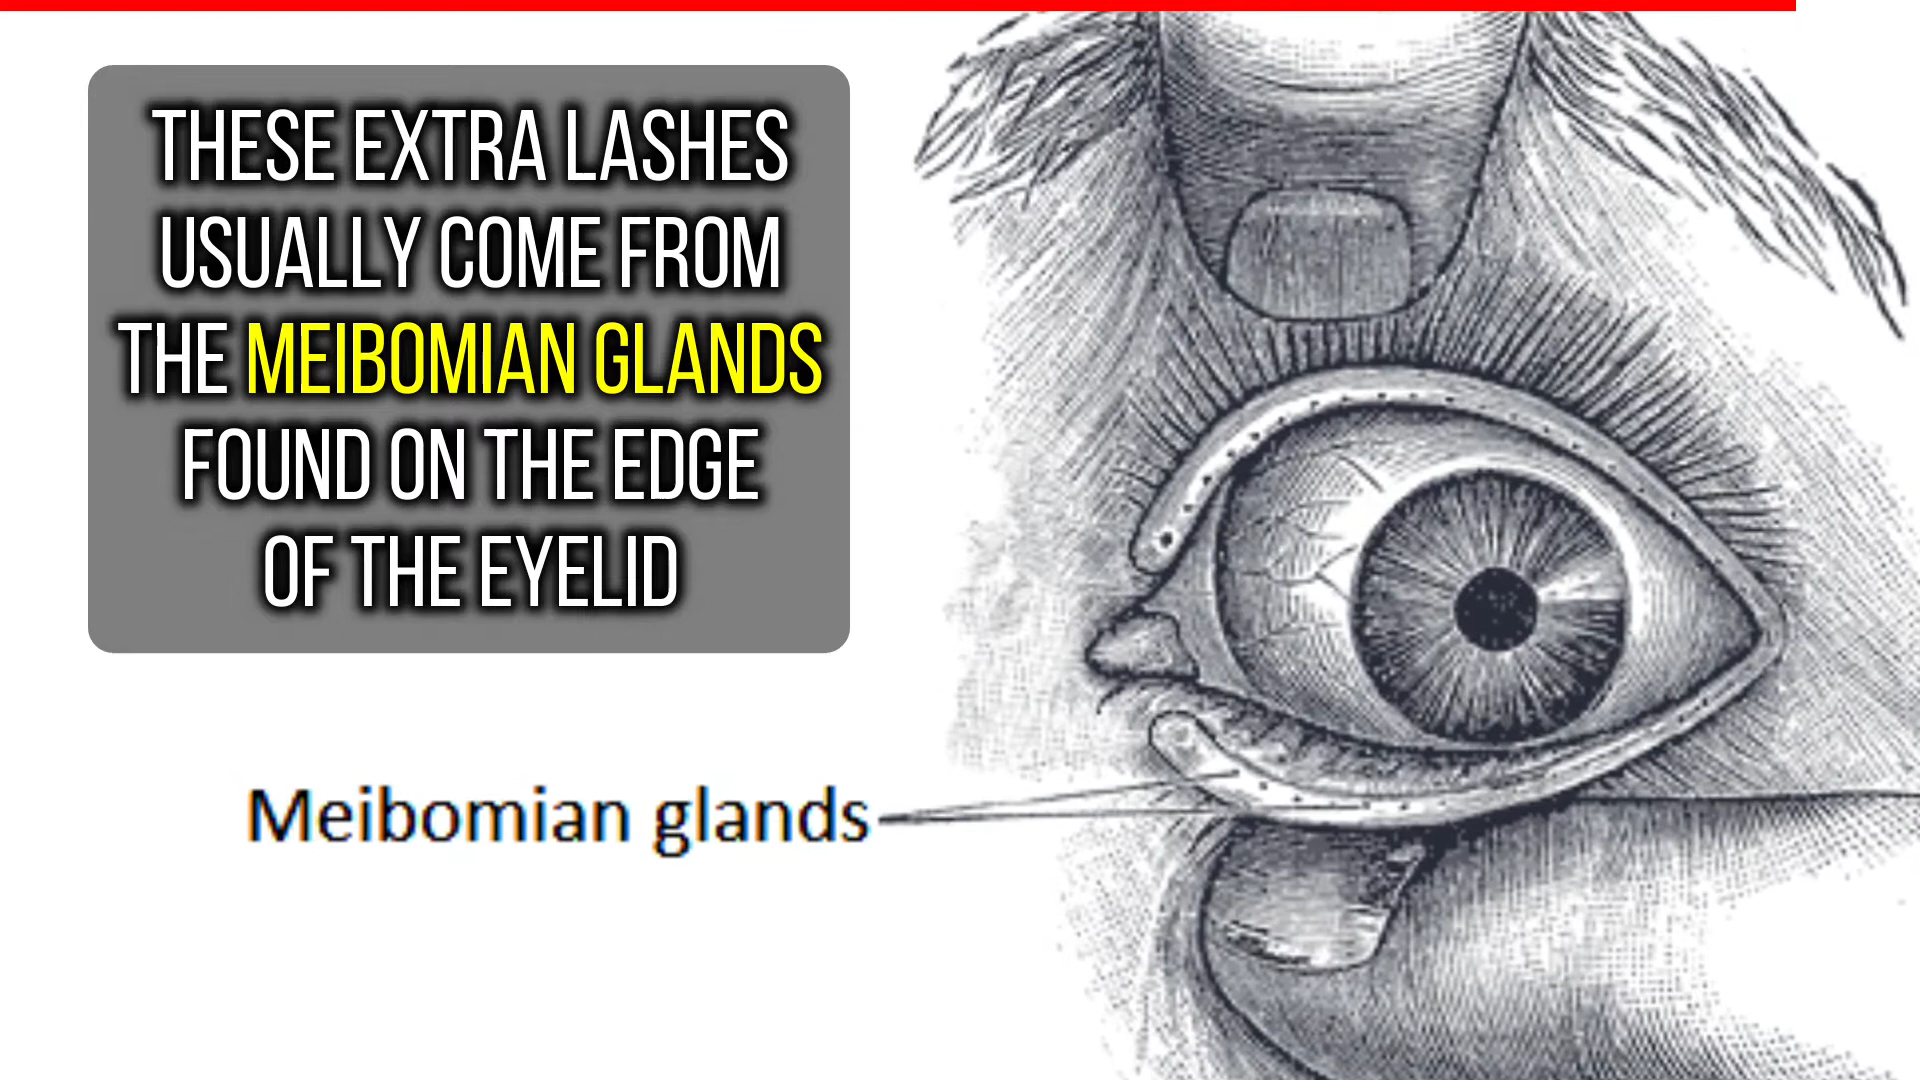 THESE EXTRA LASHES
USUALLY COME FROM
THE MEIBOMIAN GLANDS
FOUND ON THE EDGE
OF THE EYELID
Meibomian glands